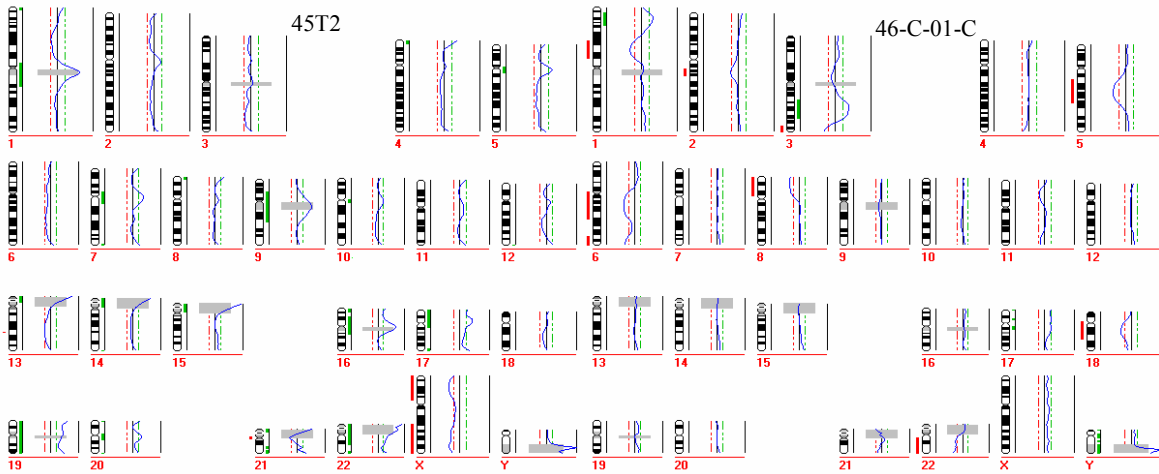 45T2 46-C-01-C
1 2 3 4 5 1 2 3 4 5
6 7 8 9 10 11 12 6 7 8 9 10 11 12
13 14 15 16 17 18 13 14 15 16 17 18
19 20 21 22 X Y 19 20 21 22 X Y